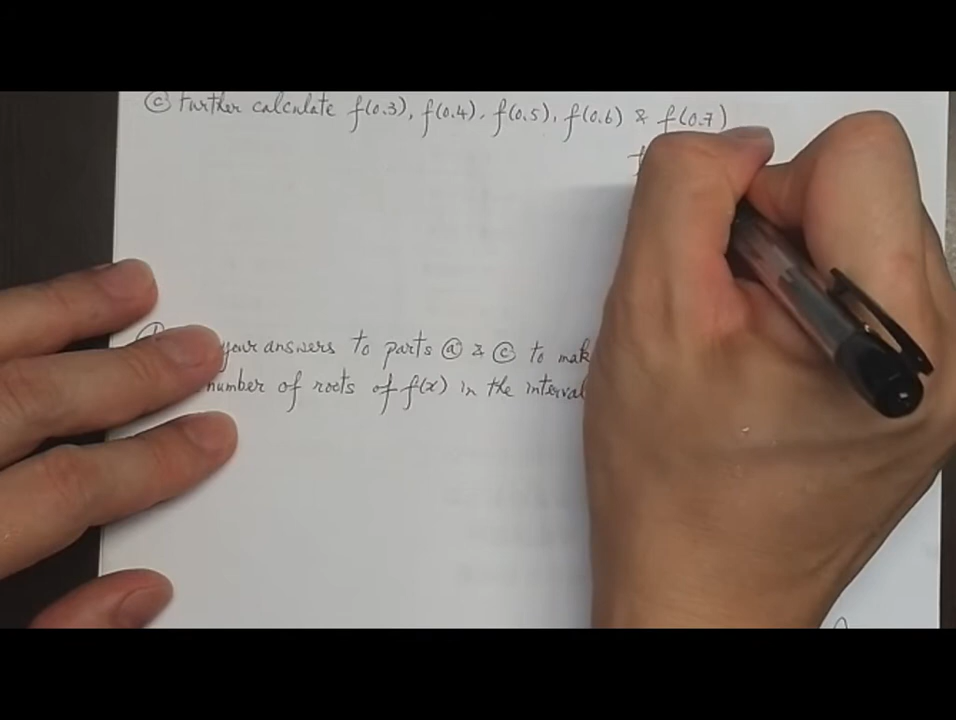 ⓒ Further calculate f(0.3), f(0.4), f(0.5), f(0.6) & f(0.7)
f
your answers to parts ⓐ & ⓒ to mak
number of roots of f(x) in the interval